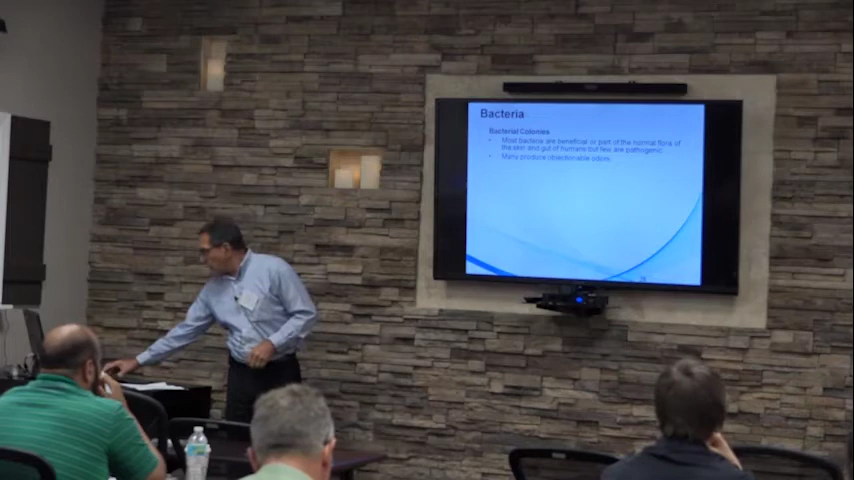 Bacteria
Bacterial Colonies
• Most bacteria are beneficial or part of the normal flora of
the skin and gut of humans but few are pathogenic.
• Many produce objectionable odors.